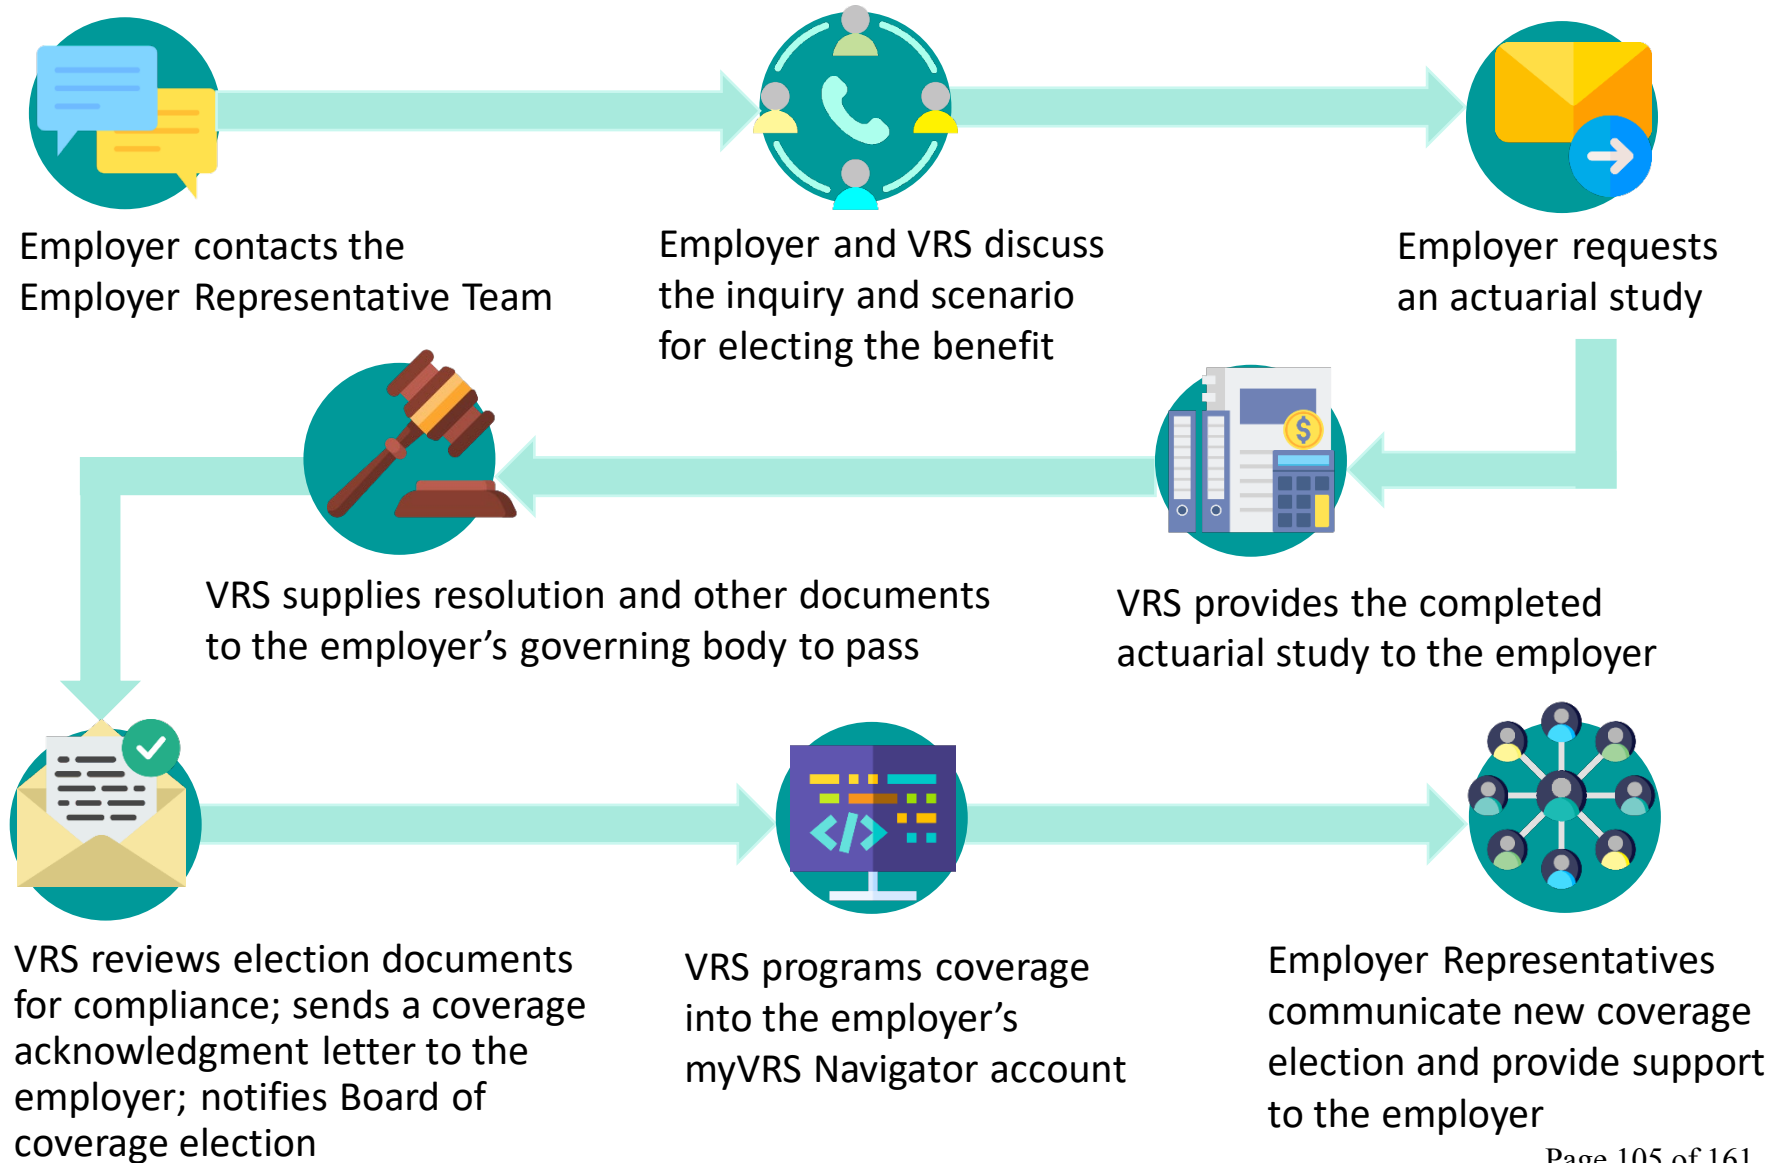 Employer contacts the
Employer Representative Team
Employer and VRS discuss
the inquiry and scenario
for electing the benefit
Employer requests
an actuarial study
$
VRS provides the completed
actuarial study to the employer
VRS supplies resolution and other documents
to the employer’s governing body to pass
VRS reviews election documents
for compliance; sends a coverage
acknowledgment letter to the
employer; notifies Board of
coverage election
</>
VRS programs coverage
into the employer’s
myVRS Navigator account
Employer Representatives
communicate new coverage
election and provide support
to the employer
Page 105 of 161